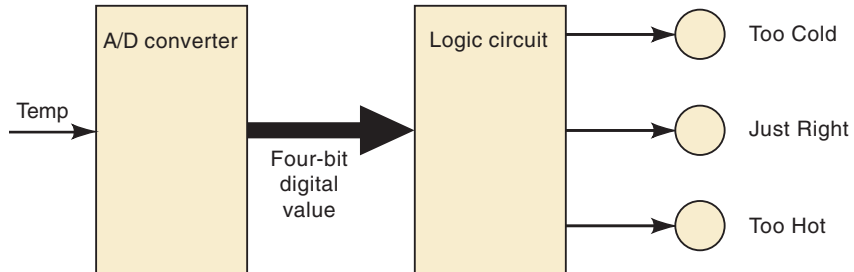 A/D converter
Logic circuit
Too Cold
Temp
Just Right
Four-bit
digital
value
Too Hot